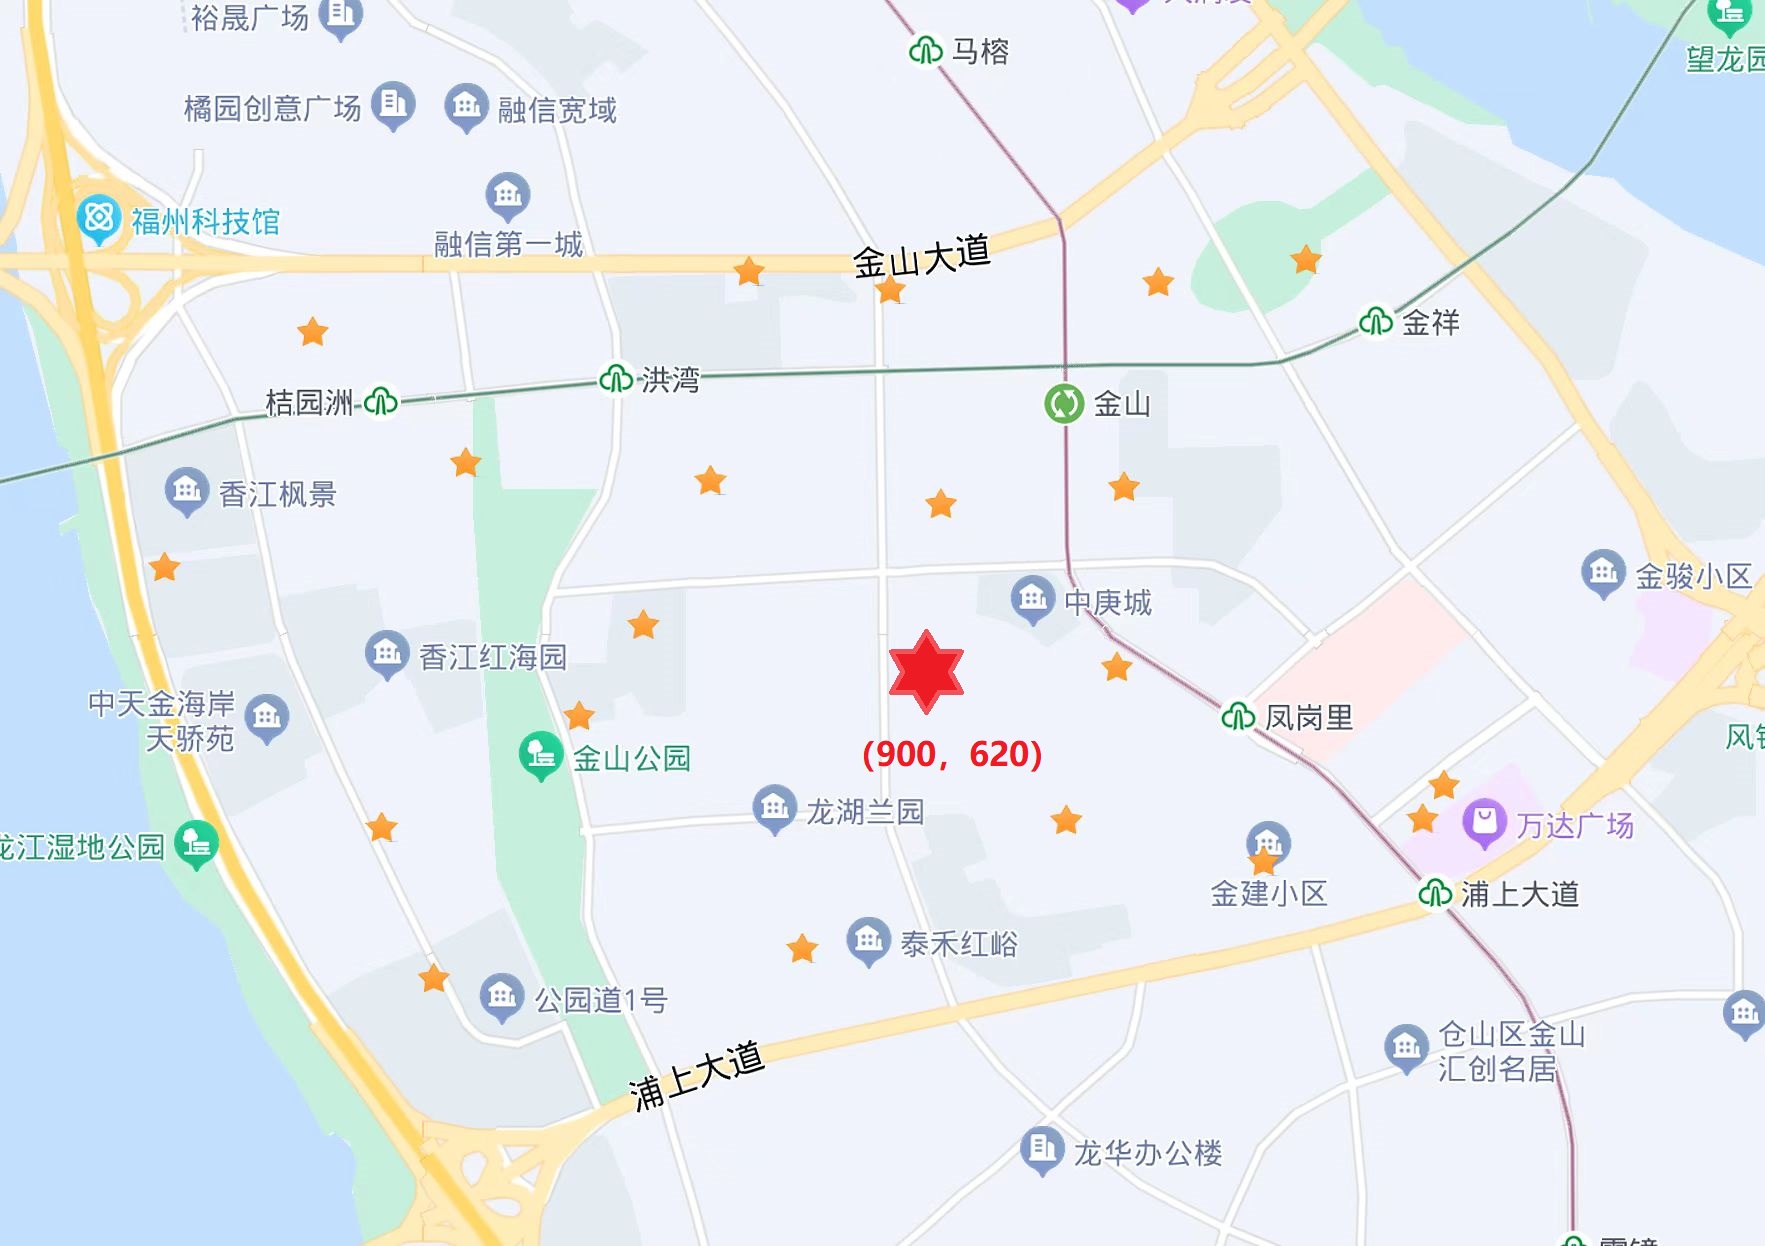 裕晟广场
马榕
望龙园
橘园创意广场
融信宽域
福州科技馆
融信第一城
金山大道
金祥
桔园洲
洪湾
金山
香江枫景
金骏小区
中庚城
香江红海园
中天金海岸
天骄苑
凤岗里
金山公园
(900，620)
龙湖兰园
万达广场
龙江湿地公园
金建小区
浦上大道
泰禾红峪
公园道1号
仓山区金山
汇创名居
浦上大道
龙华办公楼